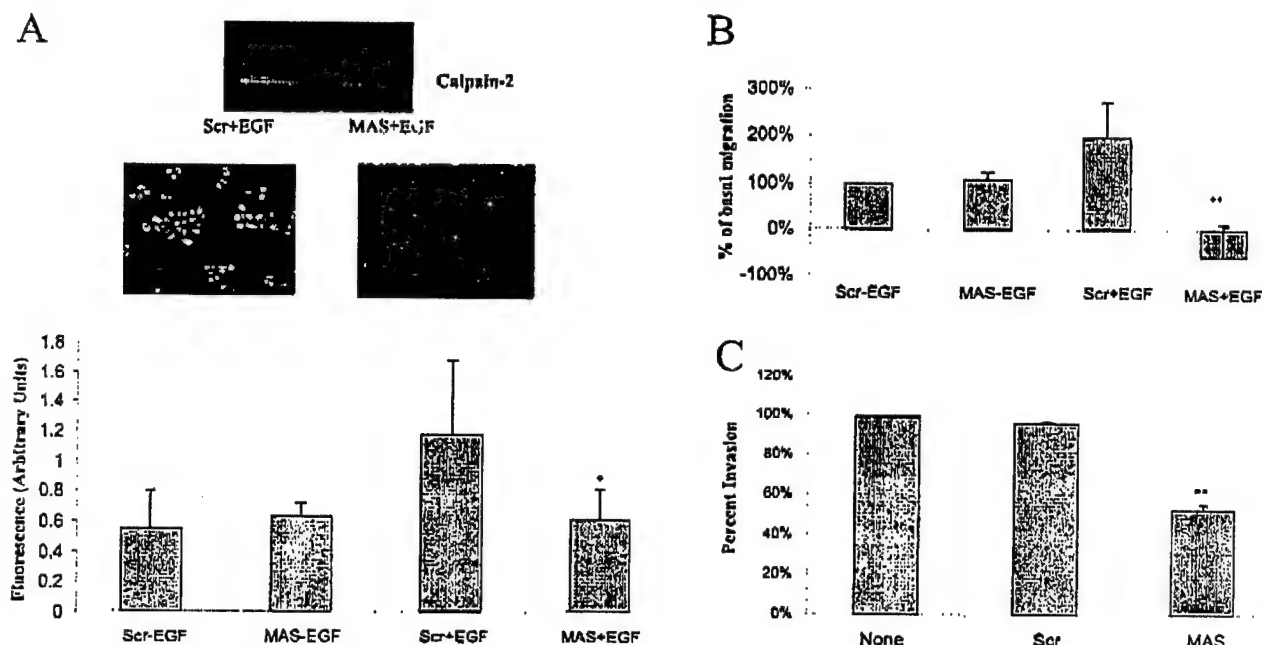 A
Calpain-2
Scr+EGF MAS+EGF
Fluorescence (Arbitrary Units)
1.8
1.6
1.4
1.2
1
0.8
0.6
0.4
0.2
0
Scr-EGF MAS-EGF Scr+EGF MAS+EGF
*
B
% of basal migration
300%
200%
100%
0%
-100%
**
Scr-EGF MAS-EGF Scr+EGF MAS+EGF
C
Percent Invasion
120%
100%
80%
60%
40%
20%
0%
**
None Scr MAS